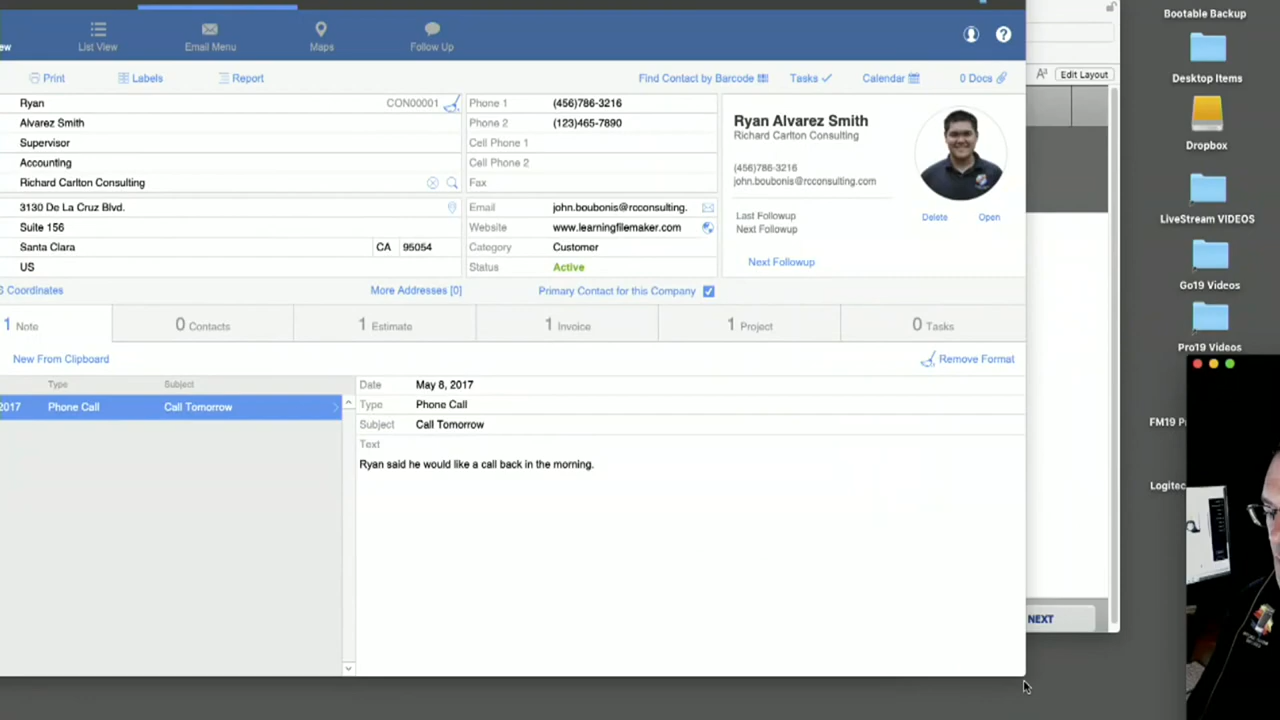 Bootable Backup
ew
List View
Email Menu
Maps
Follow Up
?
Edit Layout
Desktop Items
Print
Labels
Report
Find Contact by Barcode
Tasks
Calendar
0 Docs
Ryan
CON00001
Alvarez Smith
Supervisor
Accounting
Richard Carlton Consulting
3130 De La Cruz Blvd.
Suite 156
Santa Clara
CA
95054
US
Phone 1 (456)786-3216
Phone 2 (123)465-7890
Cell Phone 1
Cell Phone 2
Fax
Email john.boubonis@rcconsulting.
Website www.learningfilemaker.com
Category Customer
Status Active
Ryan Alvarez Smith
Richard Carlton Consulting
(456)786-3216
john.boubonis@rcconsulting.com
Last Followup
Next Followup
Delete
Open
Next Followup
Dropbox
LiveStream VIDEOS
Go19 Videos
Pro19 Videos
Coordinates
More Addresses [0]
Primary Contact for this Company
1 Note
0 Contacts
1 Estimate
1 Invoice
1 Project
0 Tasks
New From Clipboard
Remove Format
Type
Subject
2017 Phone Call Call Tomorrow
Date May 8, 2017
Type Phone Call
Subject Call Tomorrow
Text
Ryan said he would like a call back in the morning.
FM19 P
Logitec
NEXT